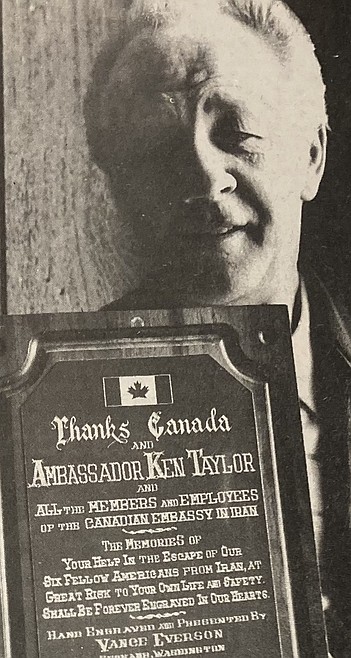 Thanks Canada
AND
AMBASSADOR KEN TAYLOR
AND
ALL THE MEMBERS AND EMPLOYEES
OF THE CANADIAN EMBASSY IN IRAN
THE MEMORIES OF
YOUR HELP IN THE ESCAPE OF OUR
SIX FELLOW AMERICANS FROM IRAN, AT
GREAT RISK TO YOUR OWN LIFE AND SAFETY.
SHALL BE FOREVER ENGRAVED IN OUR HEARTS.
HAND ENGRAVED AND PRESENTED BY
VANCE EVERSON
WASHINGTON